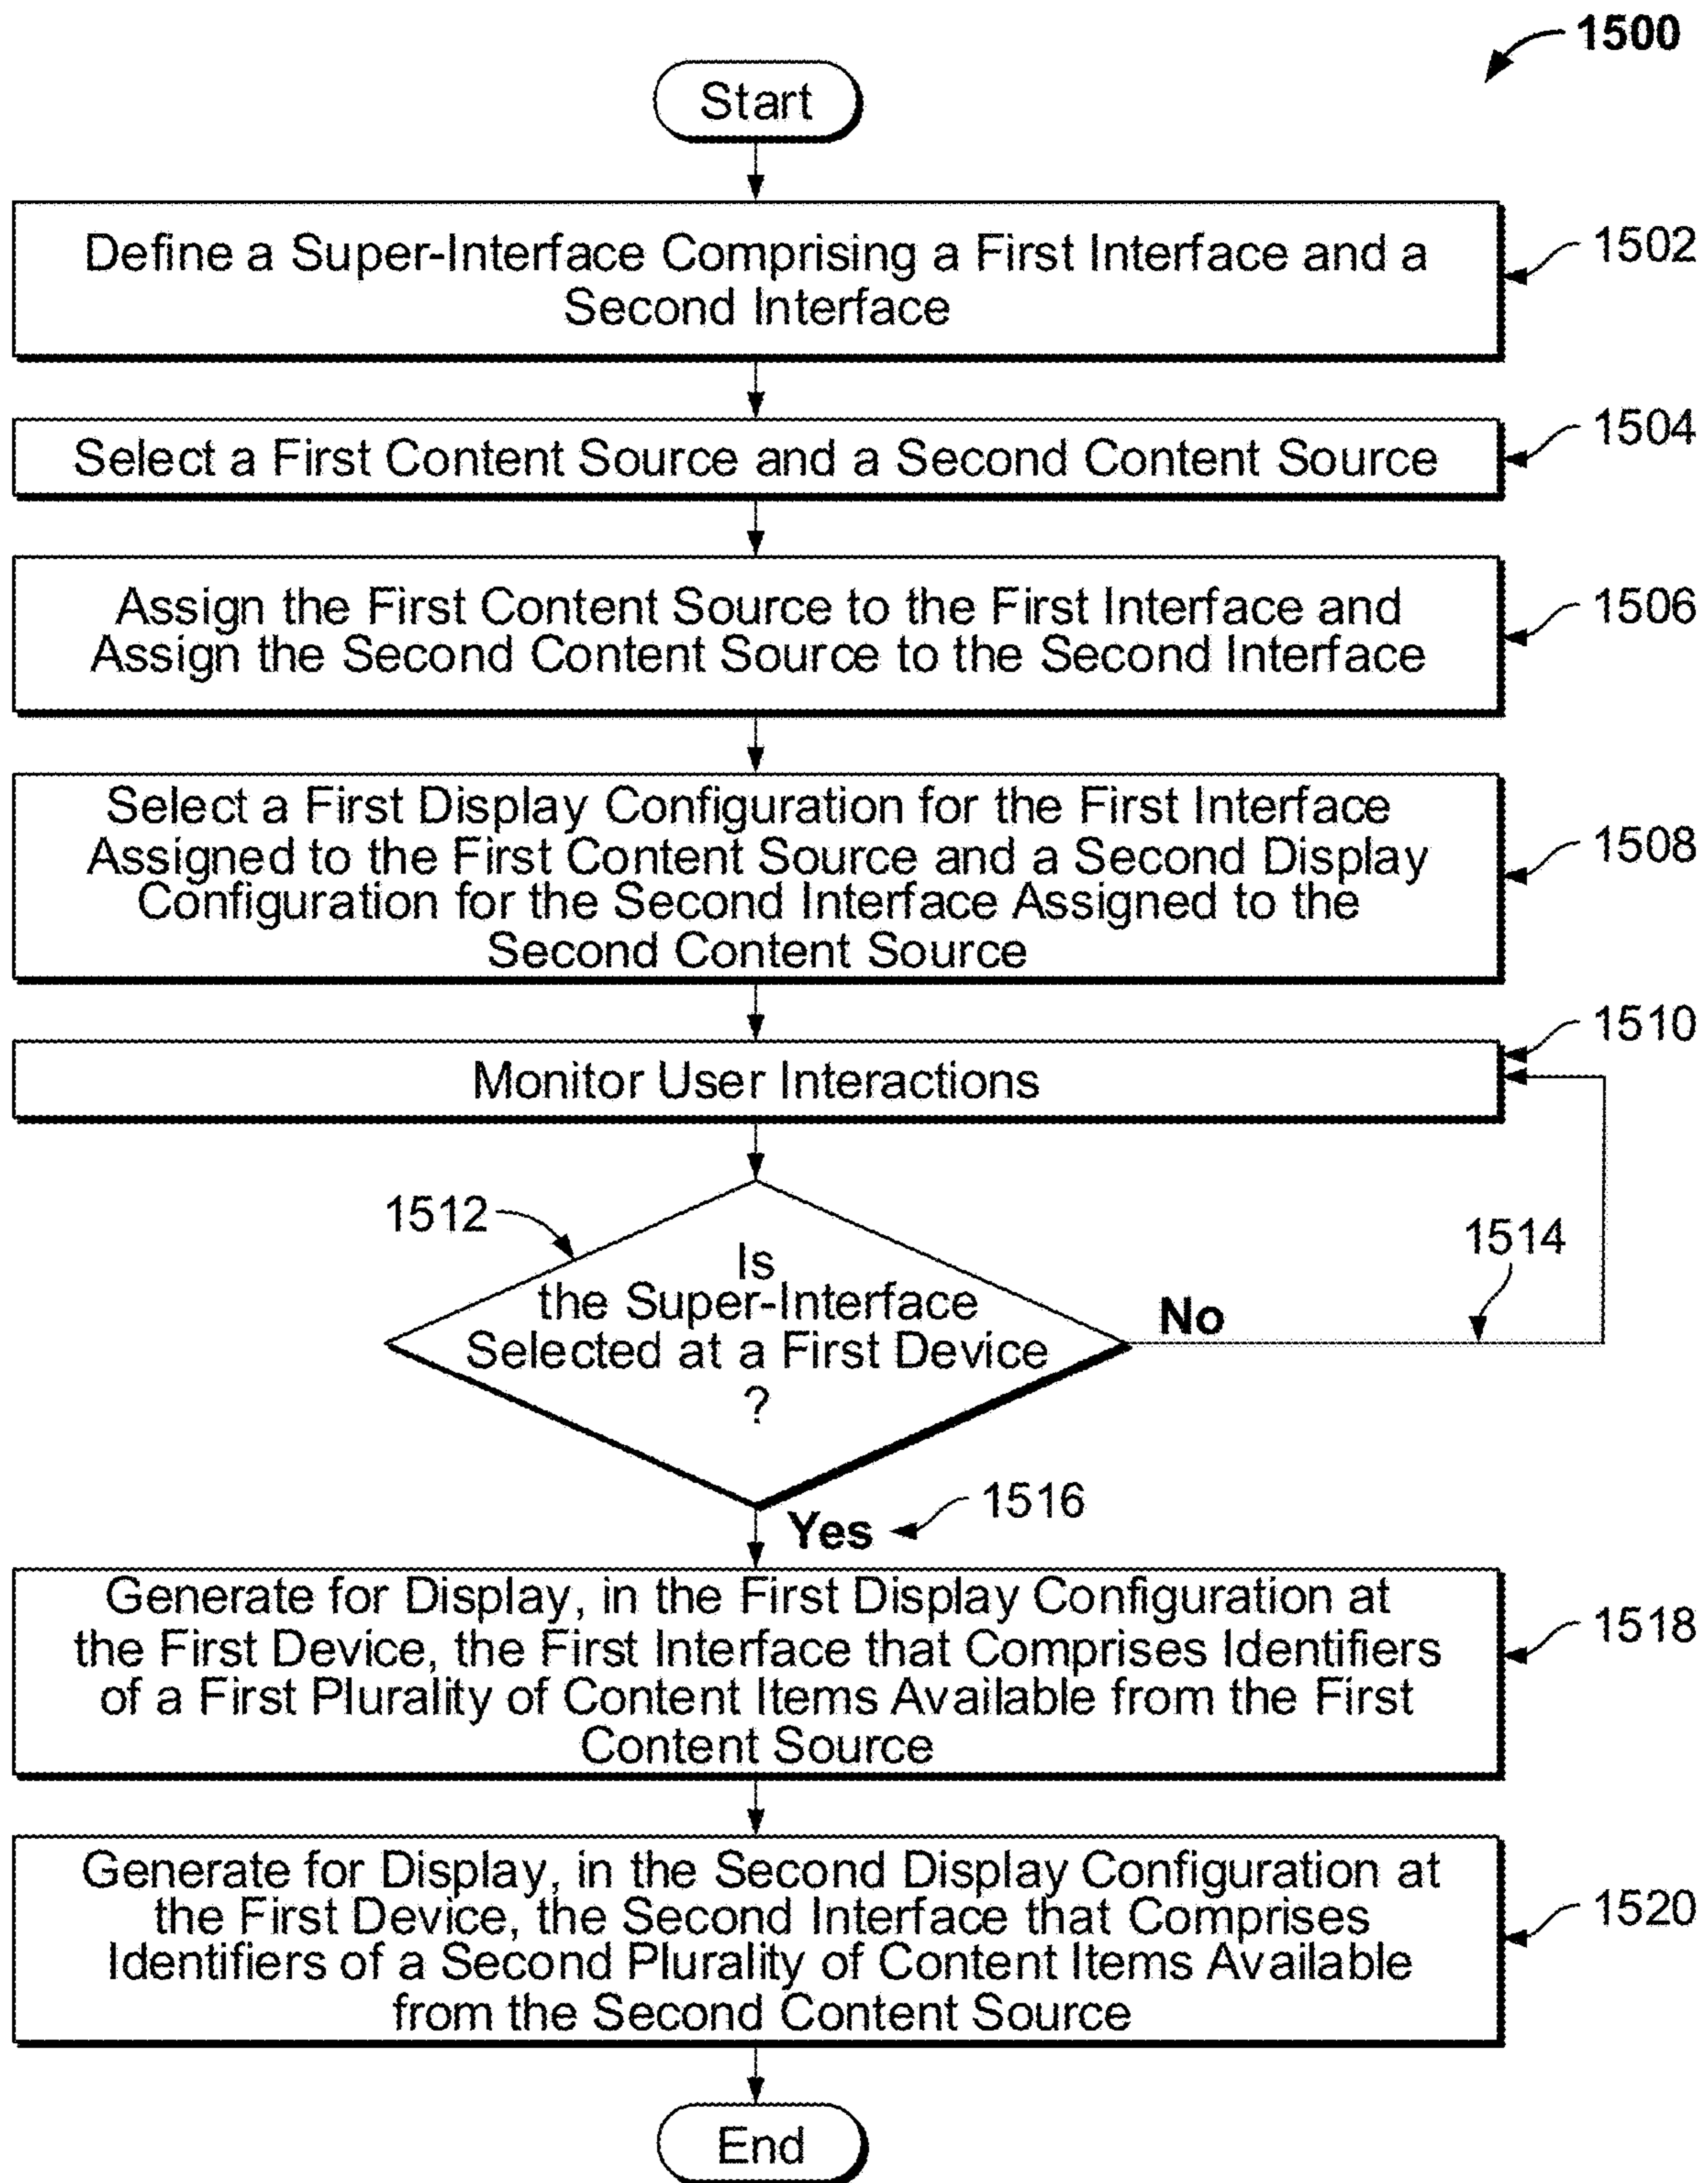 1500
Start
Define a Super-Interface Comprising a First Interface and a
Second Interface
1502
Select a First Content Source and a Second Content Source
1504
Assign the First Content Source to the First Interface and
Assign the Second Content Source to the Second Interface
1506
Select a First Display Configuration for the First Interface
Assigned to the First Content Source and a Second Display
Configuration for the Second Interface Assigned to the
Second Content Source
1508
Monitor User Interactions
1510
1512
Is
the Super-Interface
Selected at a First Device
?
No
1514
Yes
1516
Generate for Display, in the First Display Configuration at
the First Device, the First Interface that Comprises Identifiers
of a First Plurality of Content Items Available from the First
Content Source
1518
Generate for Display, in the Second Display Configuration at
the First Device, the Second Interface that Comprises
Identifiers of a Second Plurality of Content Items Available
from the Second Content Source
1520
End